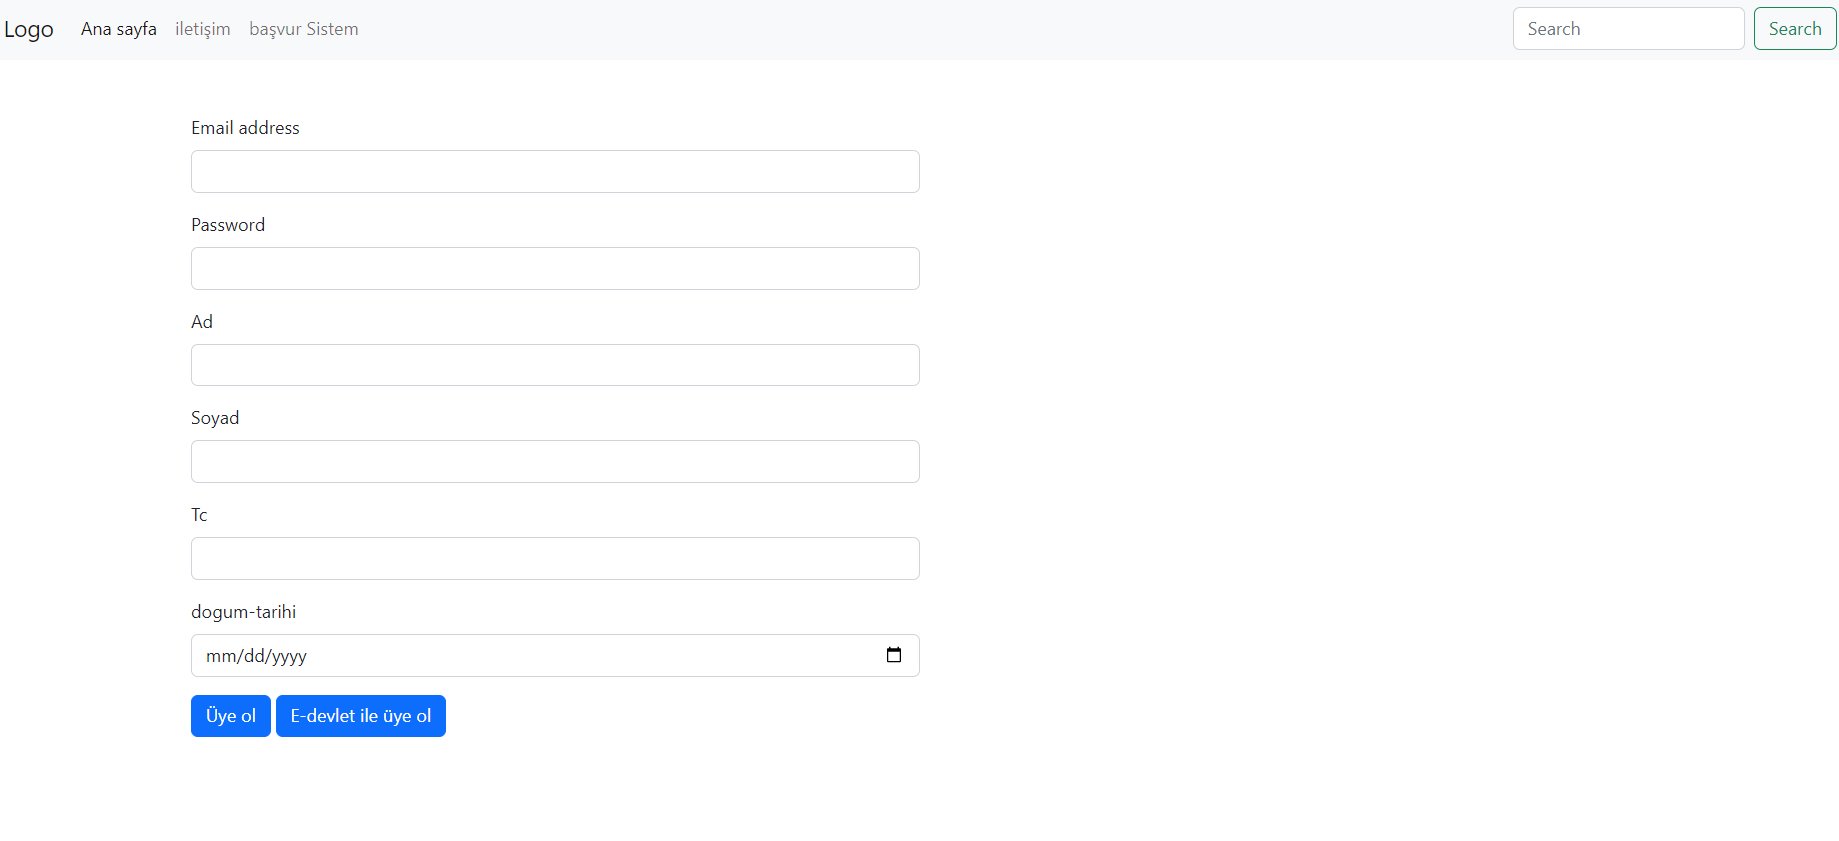 Logo Ana sayfa iletişim başvur Sistem Search Search
Email address
Password
Ad
Soyad
Tc
dogum-tarihi
mm/dd/yyyy
Üye ol E-devlet ile üye ol